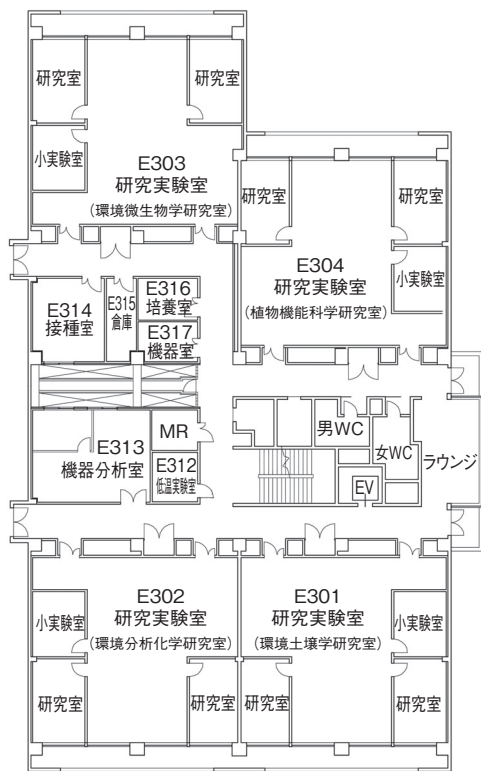 研究室
研究室
小実験室
E303
研究実験室
（環境微生物学研究室）
研究室
研究室
E304
研究実験室
（植物機能科学研究室）
小実験室
E314
接種室
E315
倉庫
E316
培養室
E317
機器室
E313
機器分析室
MR
E312
低温実験室
男WC
女WC
EV
ラウンジ
E302
研究実験室
（環境分析化学研究室）
小実験室
研究室
研究室
E301
研究実験室
（環境土壌学研究室）
小実験室
研究室
研究室